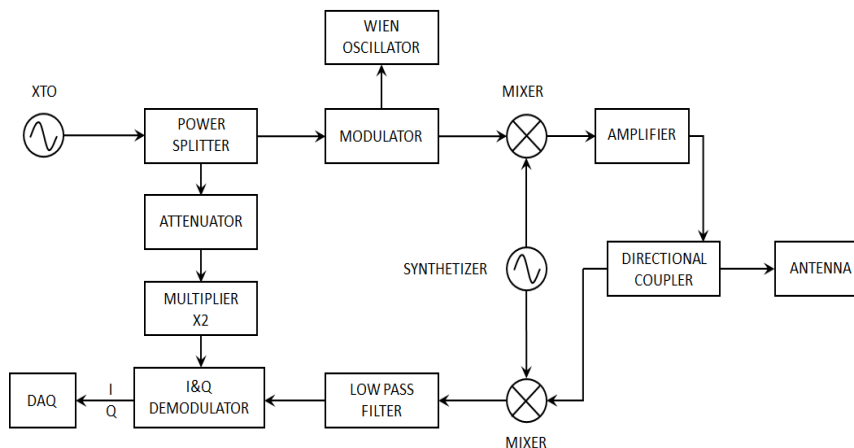 WIEN
OSCILLATOR
XTO
MIXER
POWER
SPLITTER
MODULATOR
AMPLIFIER
ATTENUATOR
SYNTHETIZER
DIRECTIONAL
COUPLER
ANTENNA
MULTIPLIER
X2
DAQ
I
Q
I&Q
DEMODULATOR
LOW PASS
FILTER
MIXER